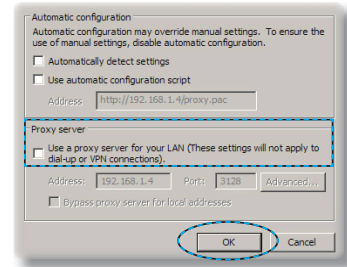 Automatic configuration
Automatic configuration may override manual settings. To ensure the
use of manual settings, disable automatic configuration.
Automatically detect settings
Use automatic configuration script
Address http://192.168.1.4/proxy.pac
Proxy server
Use a proxy server for your LAN (These settings will not apply to
dial-up or VPN connections).
Address: 192.168.1.4 Port: 3128 Advanced...
Bypass proxy server for local addresses
OK Cancel